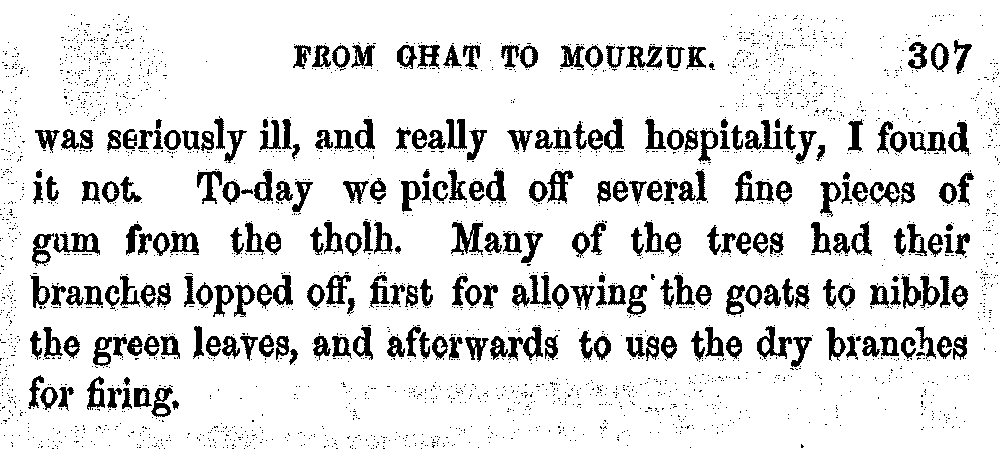 FROM GHAT TO MOURZUK. 307
was seriously ill, and really wanted hospitality, I found
it not. To-day we picked off several fine pieces of
gum from the tholh. Many of the trees had their
branches lopped off, first for allowing the goats to nibble
the green leaves, and afterwards to use the dry branches
for firing.